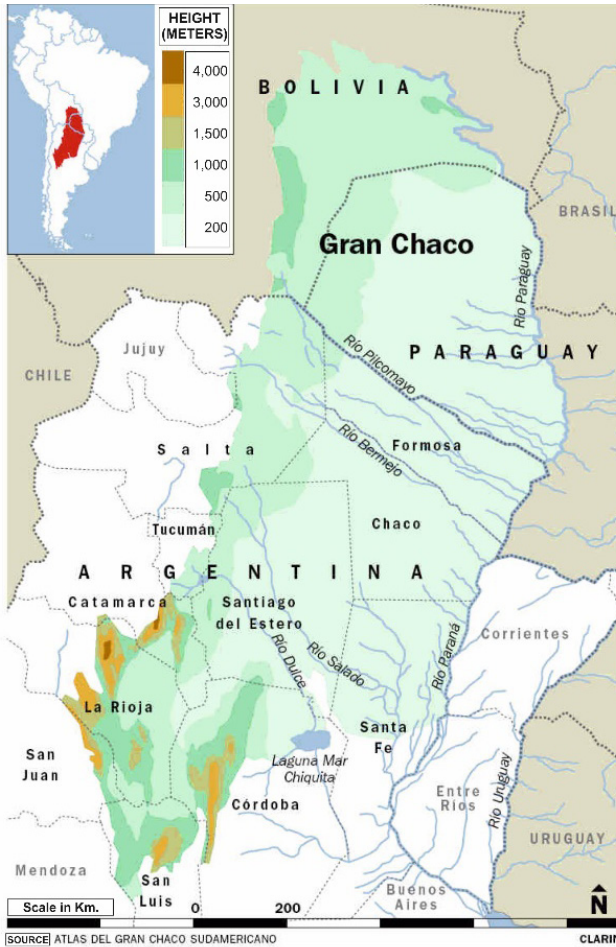 HEIGHT
(METERS)
4,000
3,000
1,500
1,000
500
200
BOLIVIA
BRASIL
Gran Chaco
Río Paraguay
PARAGUAY
Río Pilcomayo
Jujuy
CHILE
Salta
Río Bermejo
Formosa
Tucumán
Chaco
ARGENTINA
Catamarca
Santiago
del Estero
Corrientes
Río Dulce
Río Salado
Río Paraná
La Rioja
Santa
Fe
San
Juan
Laguna Mar
Chiquita
Córdoba
Entre
Rios
Río Uruguay
URUGUAY
Mendoza
San
Luis
Buenos
Aires
N
Scale in Km.
0
200
SOURCE ATLAS DEL GRAN CHACO SUDAMERICANO
CLARIN